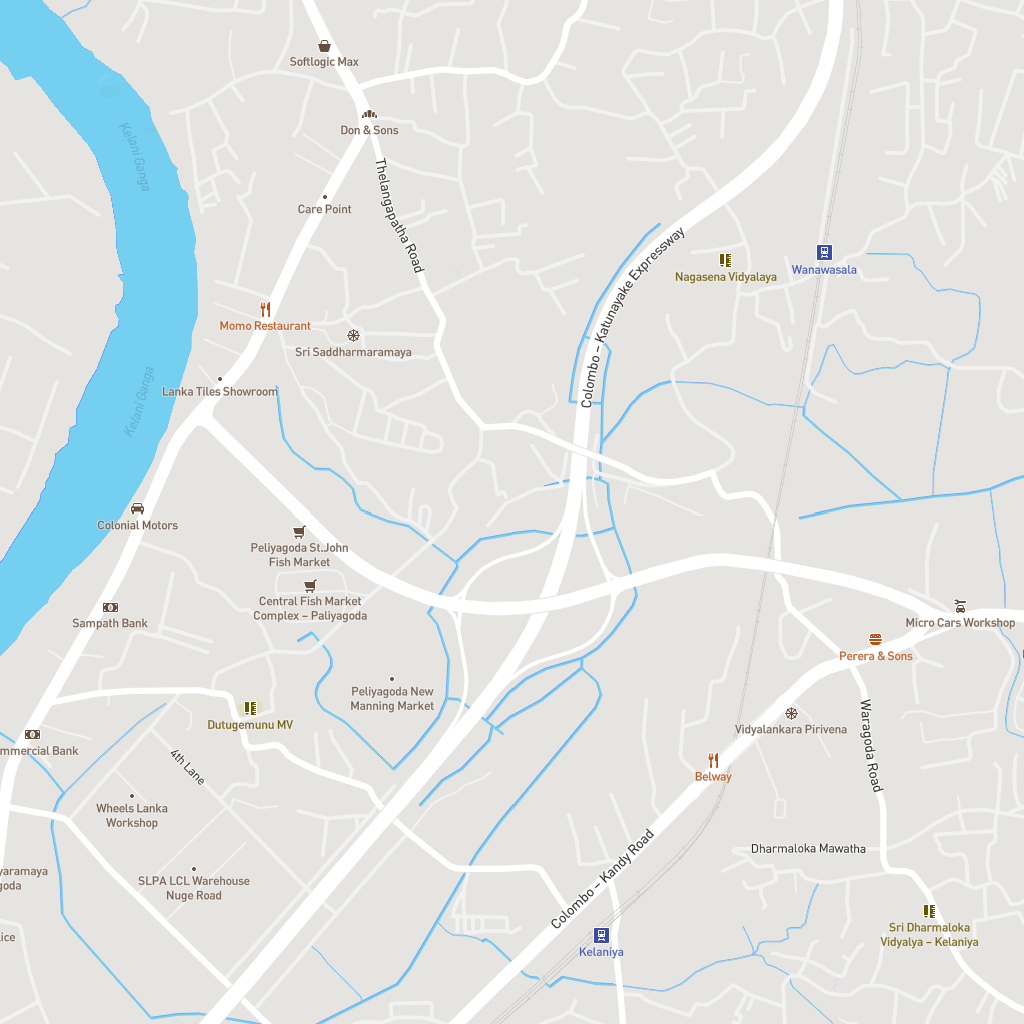 Softlogic Max
Don & Sons
Kelani Ganga
Thelangapatha Road
Care Point
Colombo – Katunayake Expressway
Nagasena Vidyalaya
Wanawasala
Momo Restaurant
Sri Saddharmaramaya
Lanka Tiles Showroom
Kelani Ganga
Colonial Motors
Peliyagoda St.John
Fish Market
Central Fish Market
Complex – Paliyagoda
Sampath Bank
Micro Cars Workshop
Perera & Sons
Peliyagoda New
Manning Market
Dutugemunu MV
Vidyalankara Pirivena
Waragoda Road
mmercial Bank
4th Lane
Belway
Wheels Lanka
Workshop
Dharmaloka Mawatha
Colombo – Kandy Road
yaramaya
goda
SLPA LCL Warehouse
Nuge Road
lice
Kelaniya
Sri Dharmaloka
Vidyalya – Kelaniya